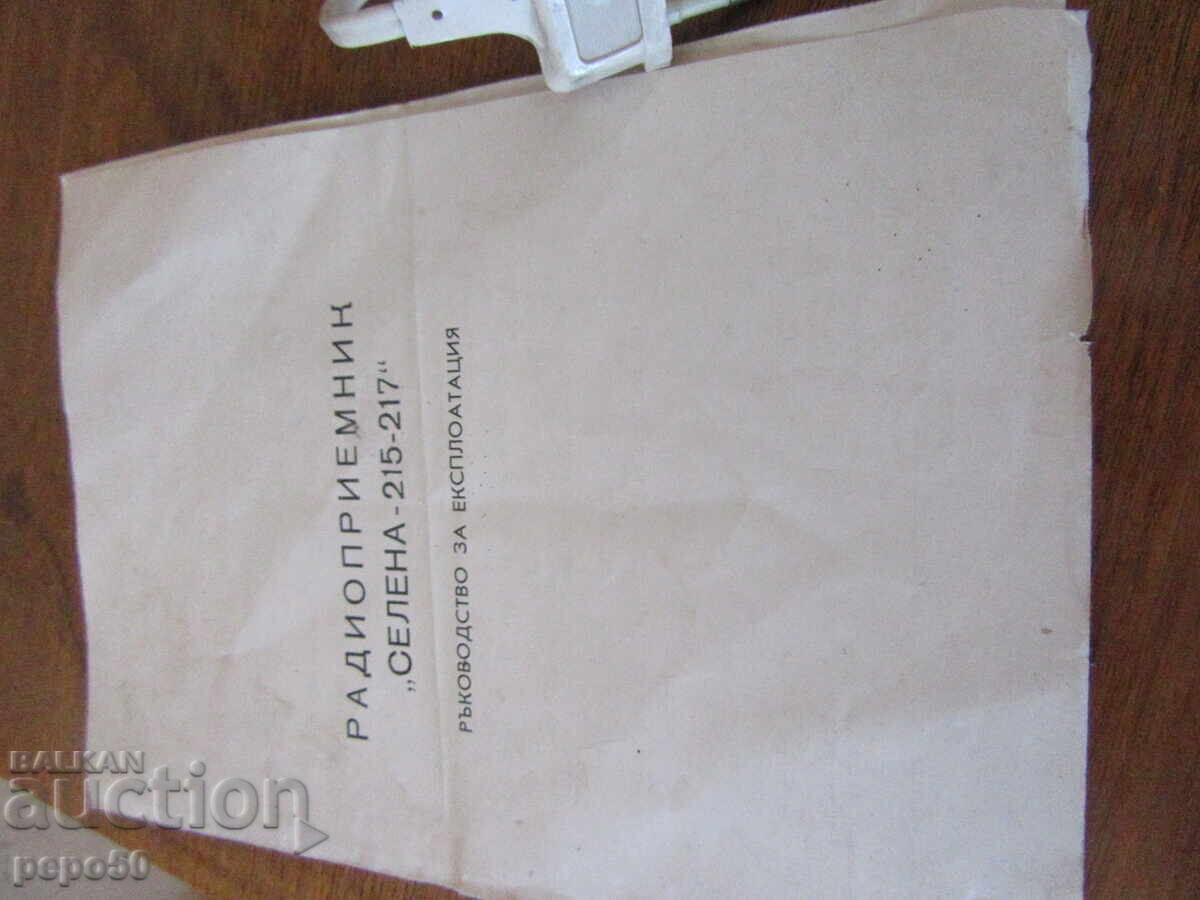 РАДИОПРИЕМНИК
„СЕЛЕНА-215-217“
РЪКОВОДСТВО ЗА ЕКСПЛОАТАЦИЯ
BALKAN
auction
pepo50